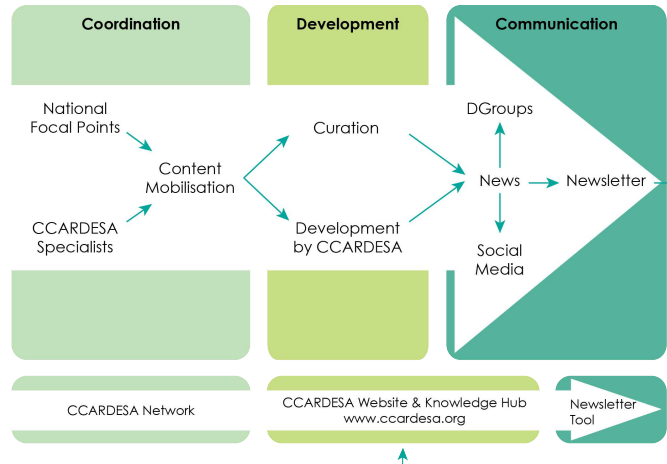 Coordination
Development
Communication
National
Focal Points
CCARDESA
Specialists
Content
Mobilisation
Curation
Development
by CCARDESA
DGroups
News
Newsletter
Social
Media
CCARDESA Network
CCARDESA Website & Knowledge Hub
www.ccardesa.org
Newsletter
Tool